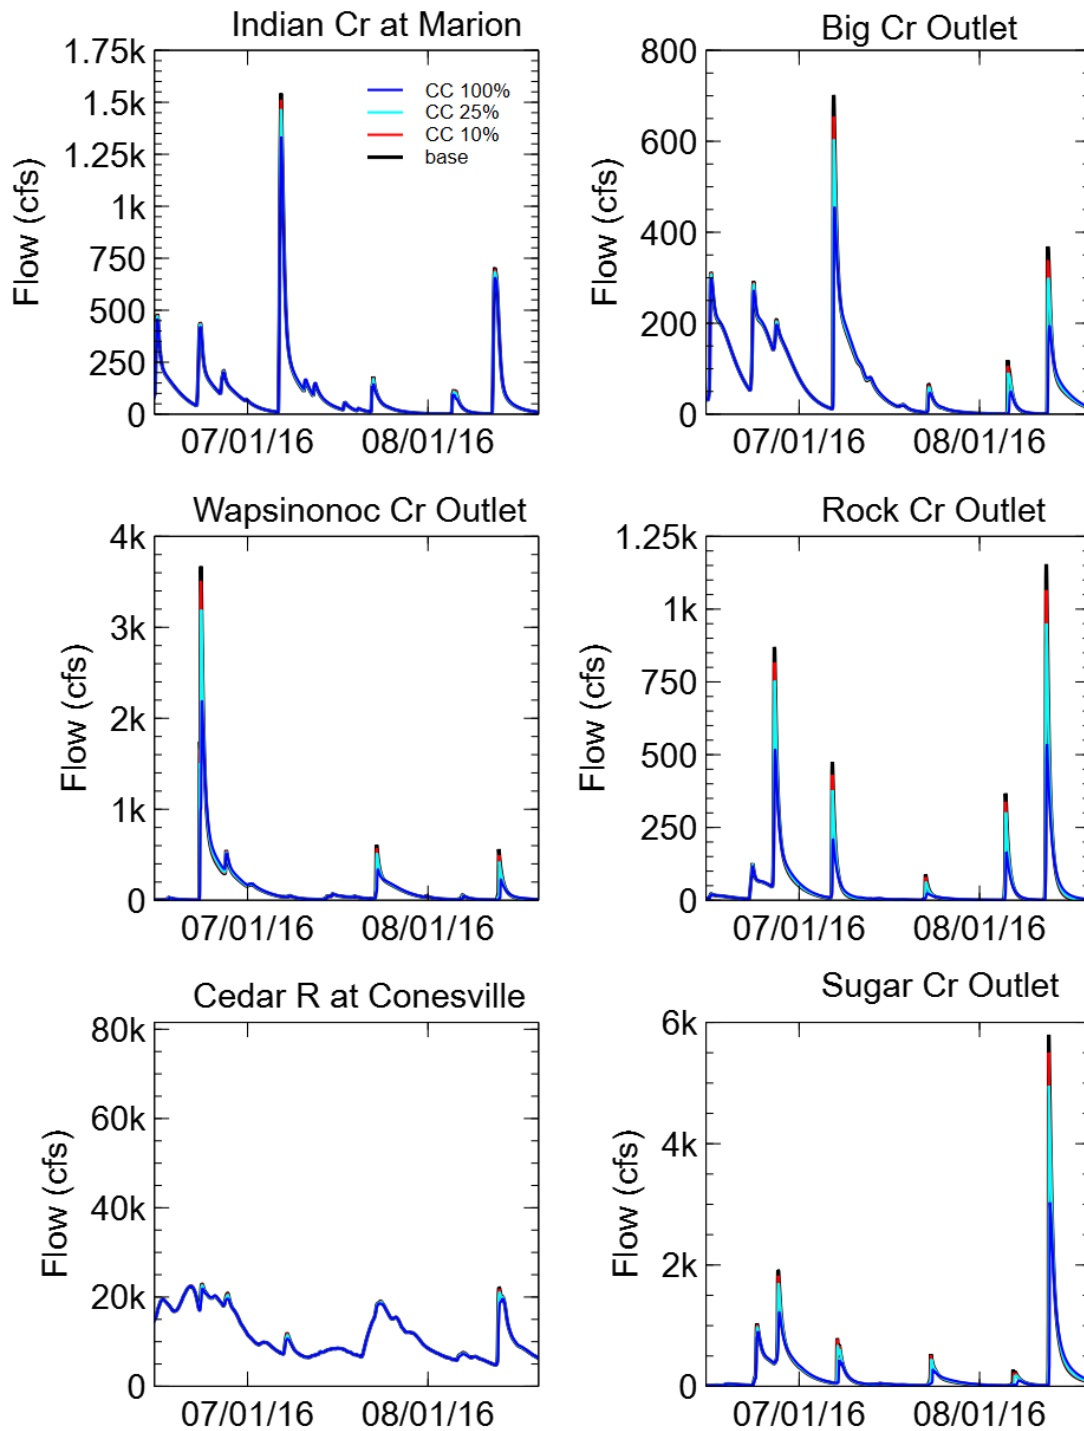 Indian Cr at Marion
1.75k
1.5k
1.25k
1k
750
500
250
0
Flow (cfs)
CC 100%
CC 25%
CC 10%
base
07/01/16 08/01/16
Big Cr Outlet
800
600
400
200
0
Flow (cfs)
07/01/16 08/01/16
Wapsinonoc Cr Outlet
4k
3k
2k
1k
0
Flow (cfs)
07/01/16 08/01/16
Rock Cr Outlet
1.25k
1k
750
500
250
0
Flow (cfs)
07/01/16 08/01/16
Cedar R at Conesville
80k
60k
40k
20k
0
Flow (cfs)
07/01/16 08/01/16
Sugar Cr Outlet
6k
4k
2k
0
Flow (cfs)
07/01/16 08/01/16